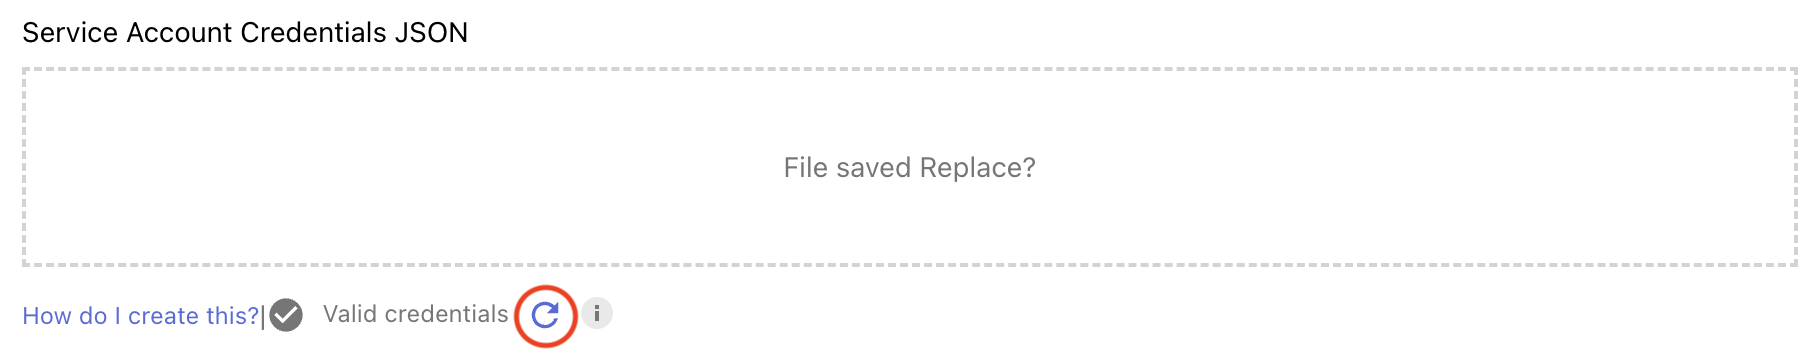 Service Account Credentials JSON
File saved Replace?
How do I create this?| Valid credentials i